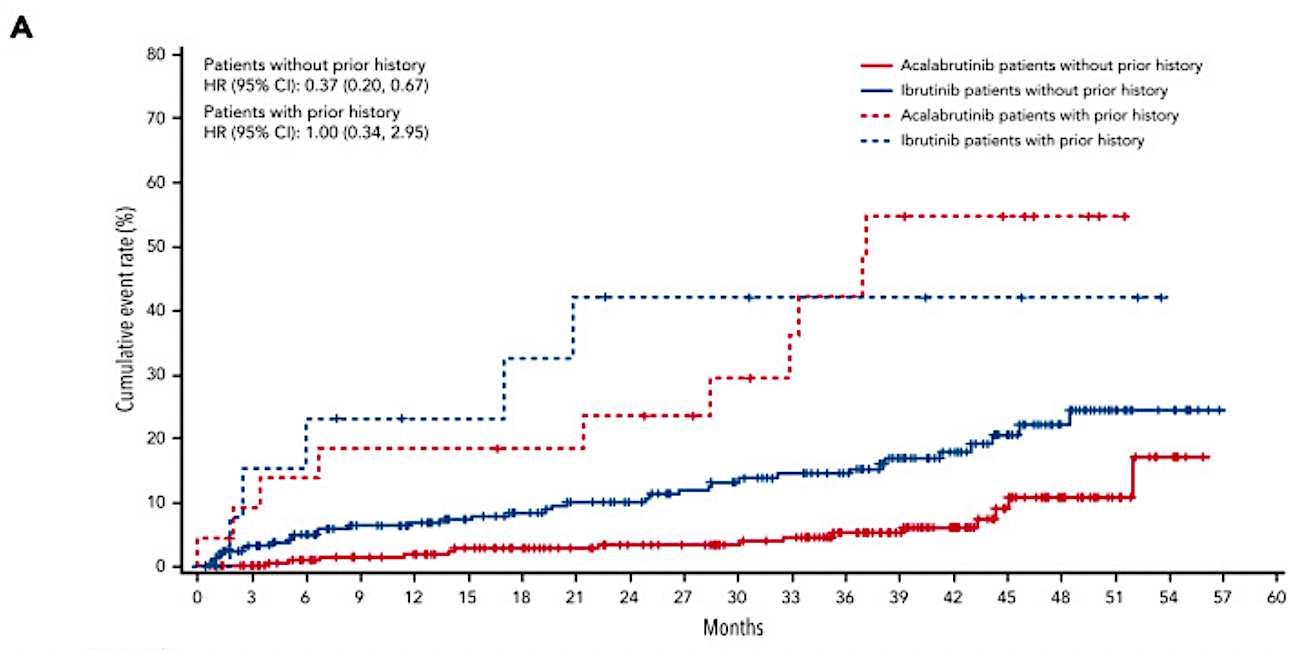 A
Patients without prior history
HR (95% CI): 0.37 (0.20, 0.67)
Patients with prior history
HR (95% CI): 1.00 (0.34, 2.95)
Acalabrutinib patients without prior history
Ibrutinib patients without prior history
Acalabrutinib patients with prior history
Ibrutinib patients with prior history
Cumulative event rate (%)
80
70
60
50
40
30
20
10
0
0 3 6 9 12 15 18 21 24 27 30 33 36 39 42 45 48 51 54 57 60
Months